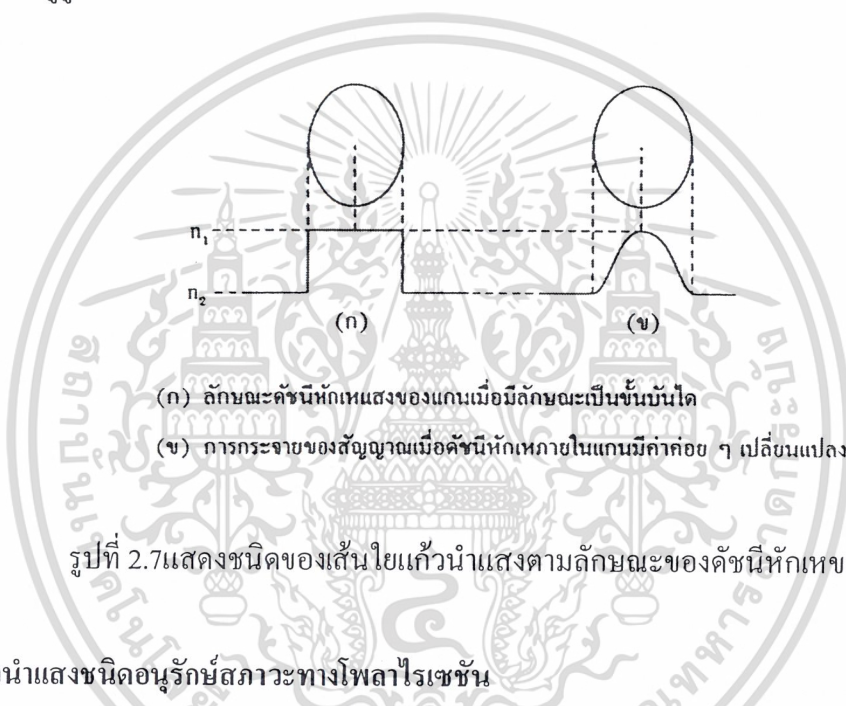 n₁
n₂
(ก) (ข)
(ก) ลักษณะดัชนีหักเหแสงของแกนเมื่อมีลักษณะเป็นขั้นบันได
(ข) การกระจายของสัญญาณเมื่อดัชนีหักเหภายในแกนมีค่าค่อย ๆ เปลี่ยนแปลง
รูปที่ 2.7แสดงชนิดของเส้นใยแก้วนำแสงตามลักษณะของดัชนีหักเหข
นำแสงชนิดอนุรักษ์สภาวะทางโพลาไรเซชัน